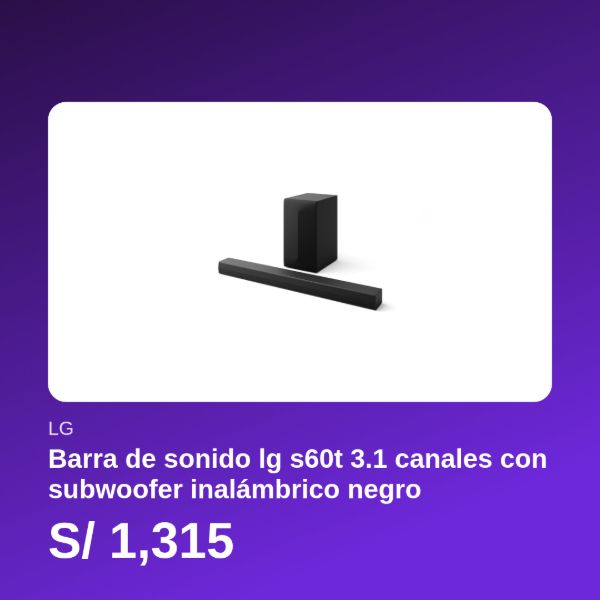 LG
Barra de sonido lg s60t 3.1 canales con
subwoofer inalámbrico negro
S/ 1,315